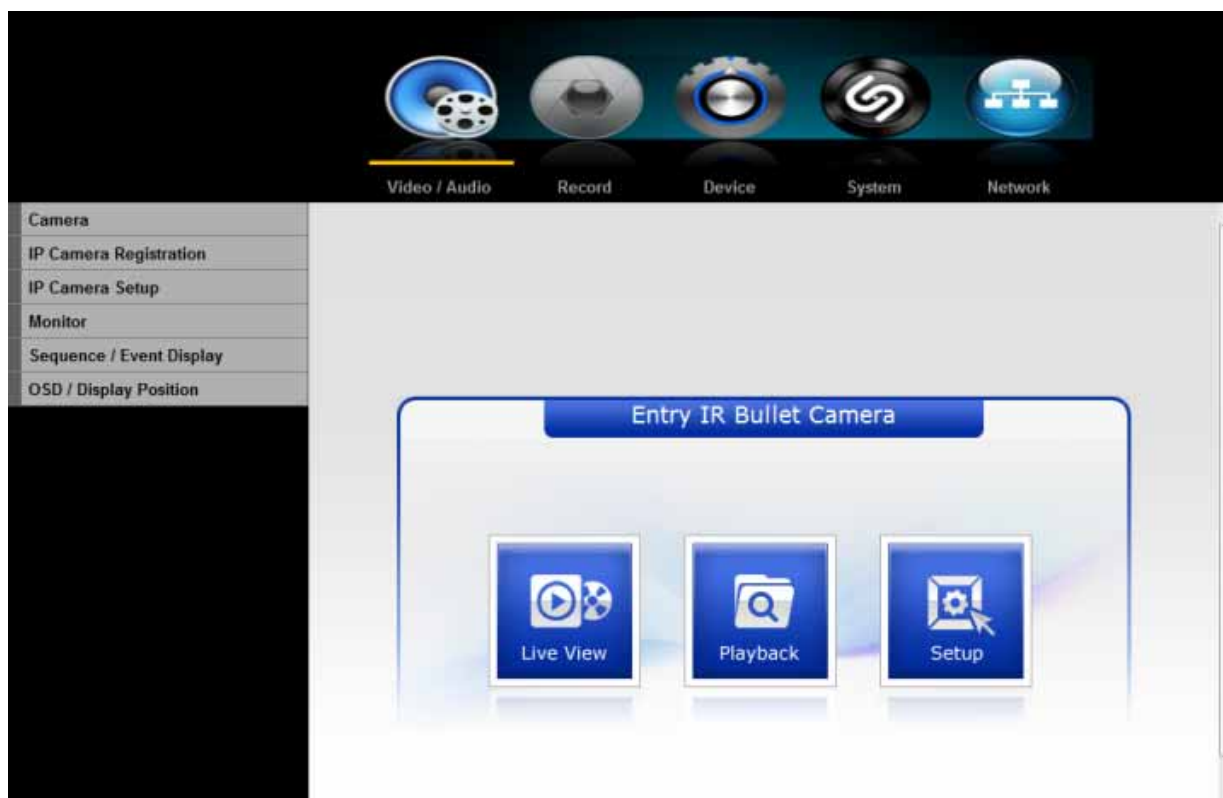 Video / Audio Record Device System Network
Camera
IP Camera Registration
IP Camera Setup
Monitor
Sequence / Event Display
OSD / Display Position
Entry IR Bullet Camera
Live View Playback Setup